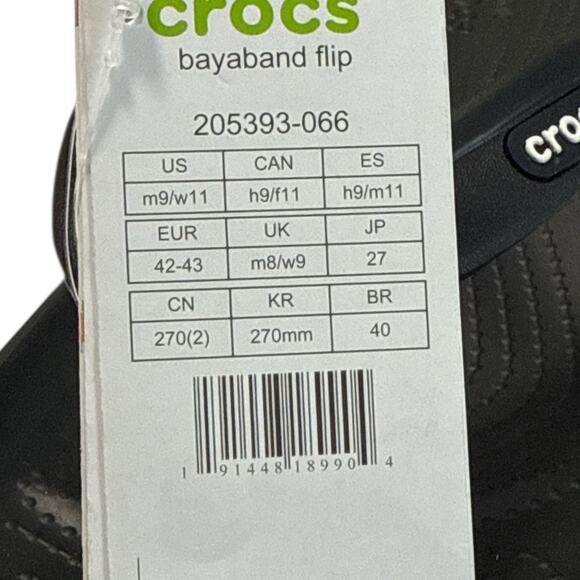 crocs
bayaband flip
205393-066
US CAN ES
m9/w11 h9/f11 h9/m11
EUR UK JP
42-43 m8/w9 27
CN KR BR
270(2) 270mm 40
1 91448 18990 4
croc